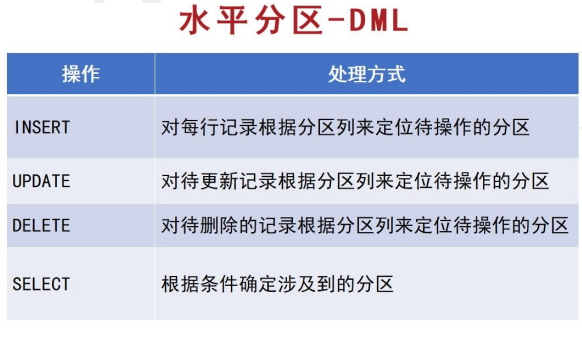 水平分区-DML
操作 处理方式
INSERT 对每行记录根据分区列来定位待操作的分区
UPDATE 对待更新记录根据分区列来定位待操作的分区
DELETE 对待删除的记录根据分区列来定位待操作的分区
SELECT 根据条件确定涉及到的分区